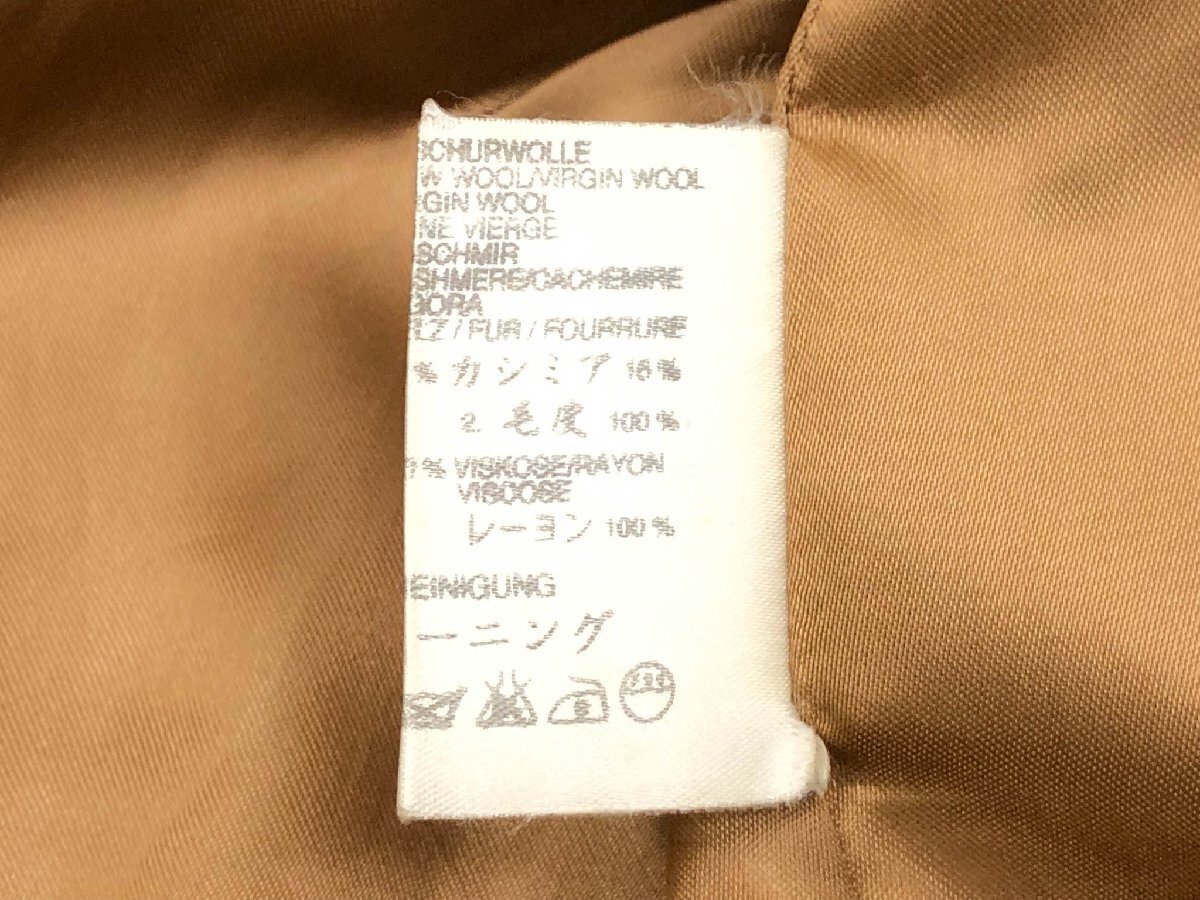 CHURWOLLE
W WOOL/VIRGIN WOOL
GIN WOOL
NE VIERGE
SCHMIR
SHMERE/CACHEMIRE
GORA
LZ / FUR / FOURRURE
% カシミア 16 %
2. 毛皮 100 %
% VISKOSE/RAYON
VISCOSE
レーヨン 100 %
EINIGUNG
ーニング